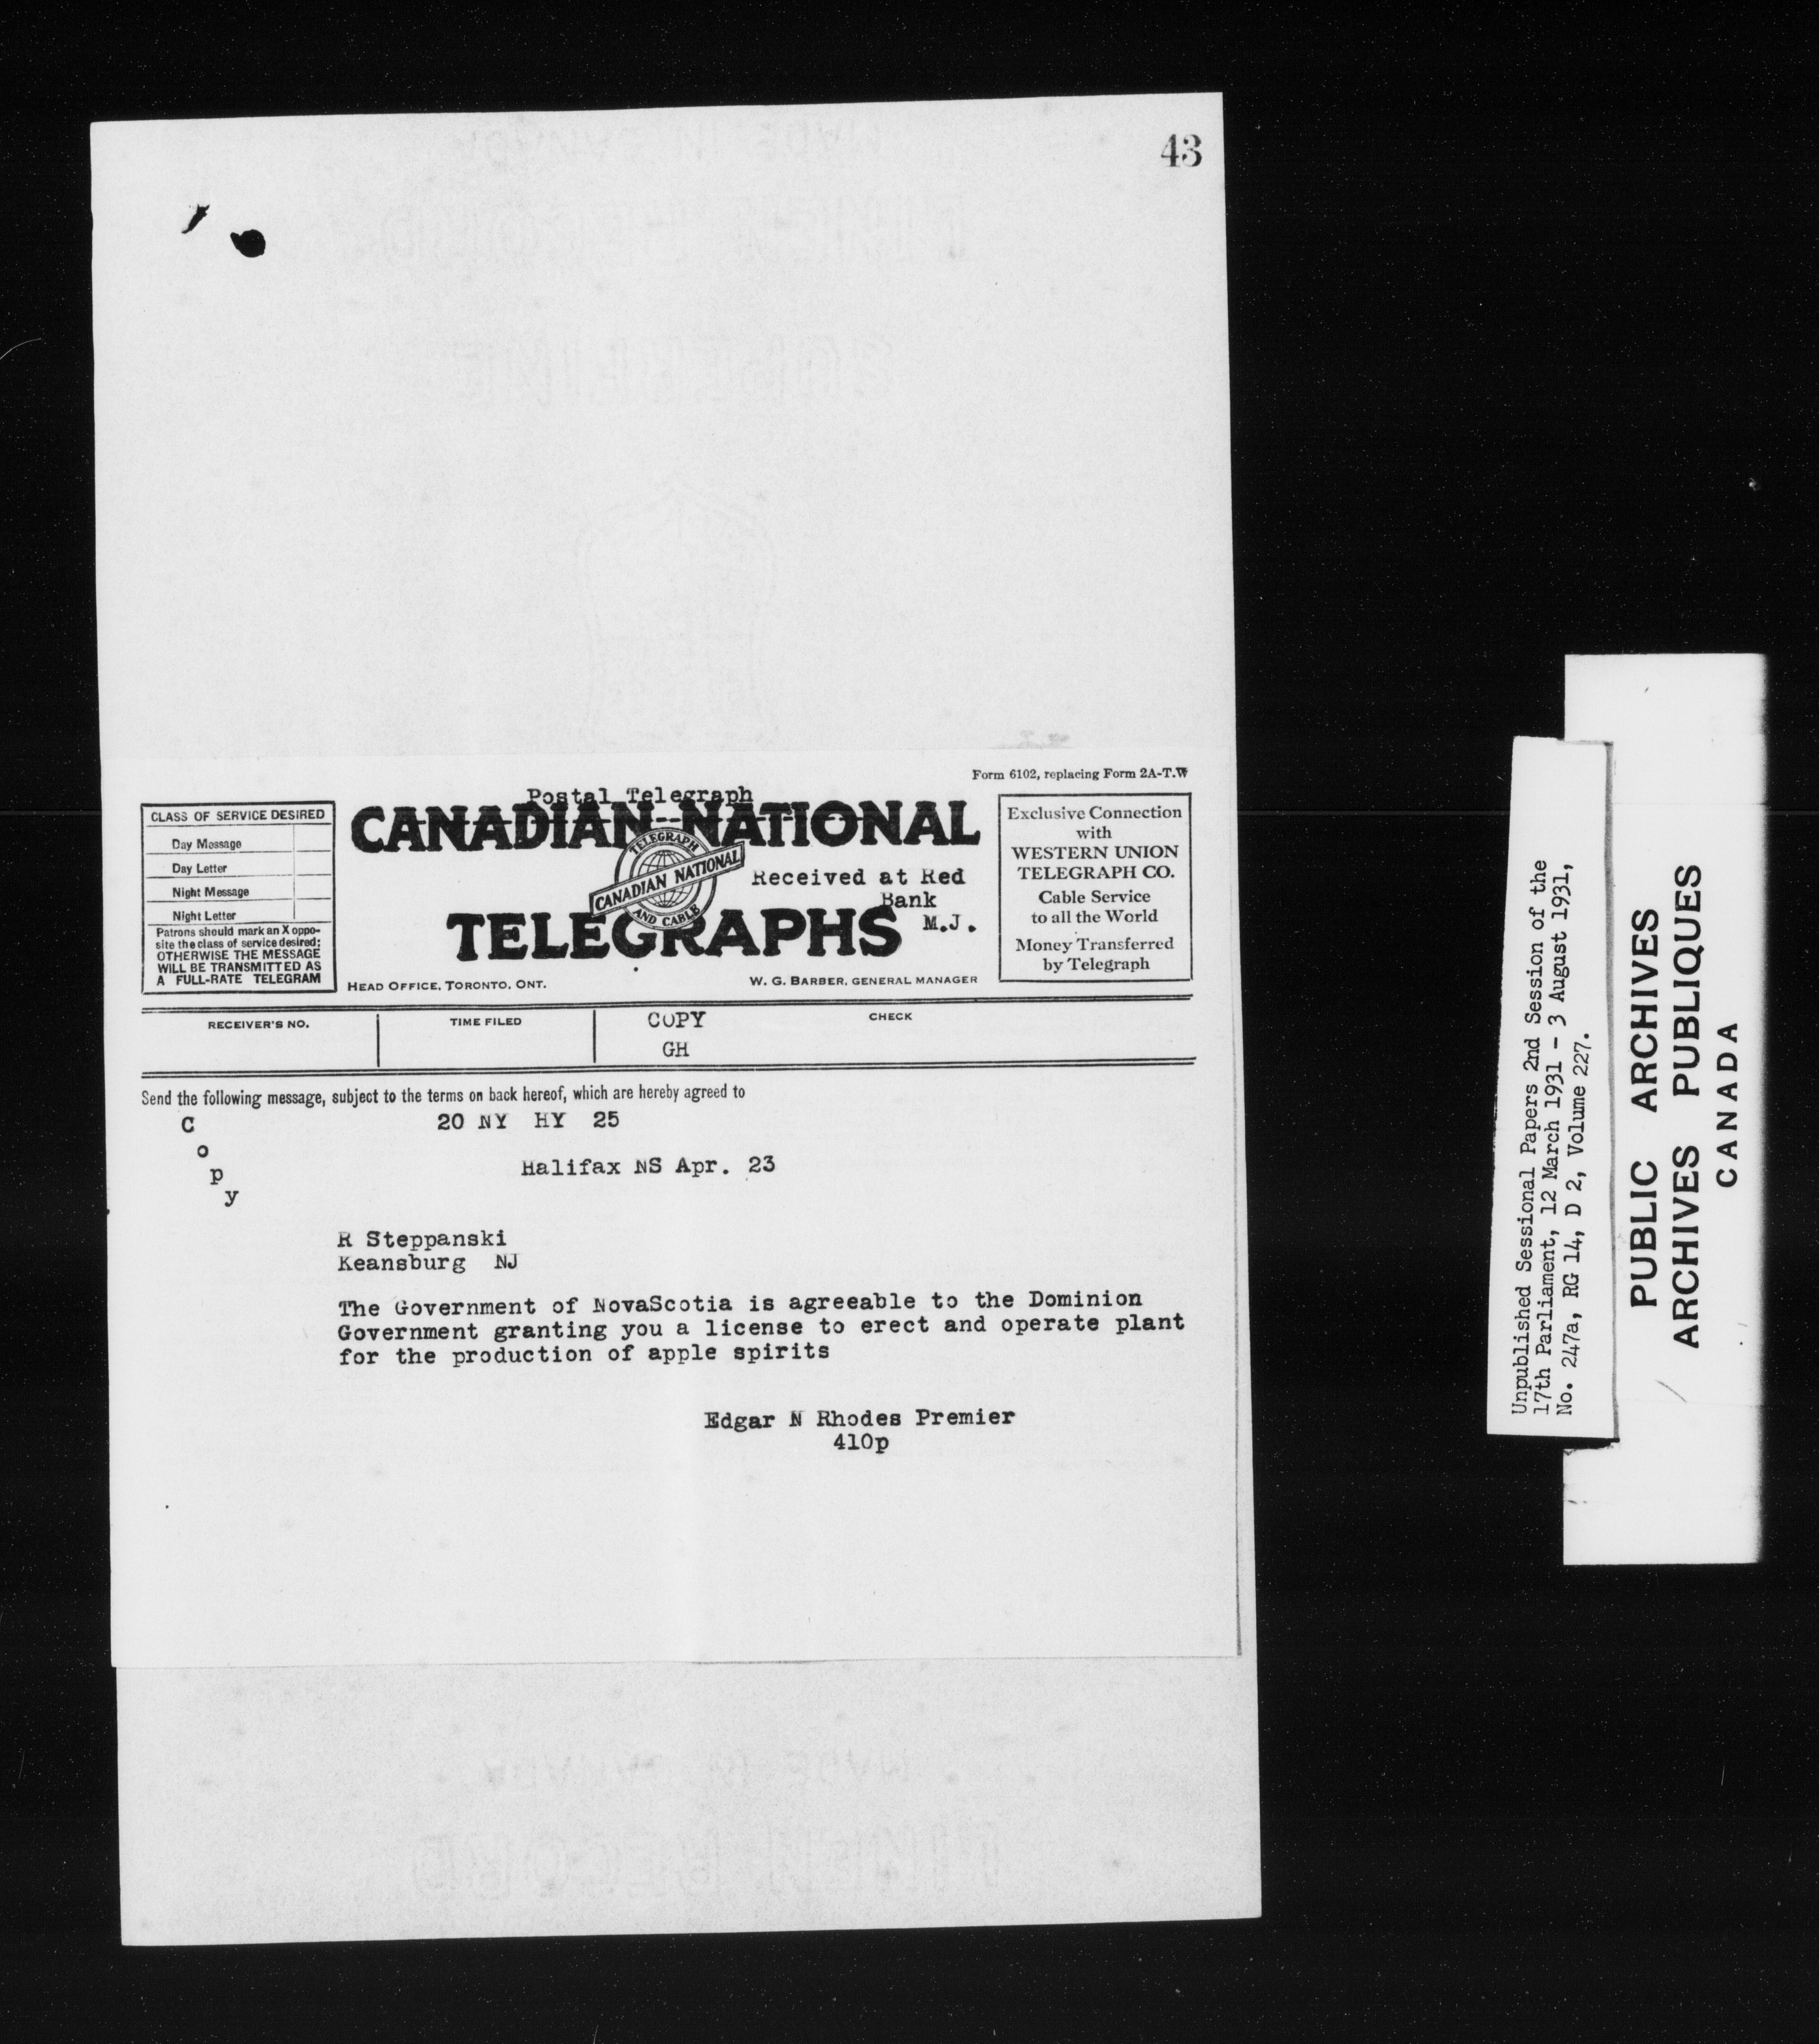 43
Form 6102, replacing Form 2A-T.W
CLASS OF SERVICE DESIRED
Day Message
Day Letter
Night Message
Night Letter
Patrons should mark an X oppo-
site the class of service desired;
OTHERWISE THE MESSAGE
WILL BE TRANSMITTED AS
A FULL-RATE TELEGRAM
Postal Telegraph
CANADIAN NATIONAL
TELEGRAPH
CANADIAN NATIONAL
AND CABLE
Received at Red
Bank
M.J.
TELEGRAPHS
HEAD OFFICE, TORONTO, ONT.
W. G. BARBER, GENERAL MANAGER
Exclusive Connection
with
WESTERN UNION
TELEGRAPH CO.
Cable Service
to all the World
Money Transferred
by Telegraph
RECEIVER'S NO.
TIME FILED
COPY
GH
CHECK
Send the following message, subject to the terms on back hereof, which are hereby agreed to
C
o
p
y
20 NY HY 25
Halifax NS Apr. 23
R Steppanski
Keansburg NJ
The Government of NovaScotia is agreeable to the Dominion
Government granting you a license to erect and operate plant
for the production of apple spirits
Edgar N Rhodes Premier
410p
Unpublished Sessional Papers 2nd Session of the
17th Parliament, 12 March 1931 - 3 August 1931,
No. 247a, RG 14, D 2, Volume 227.
PUBLIC ARCHIVES
ARCHIVES PUBLIQUES
CANADA